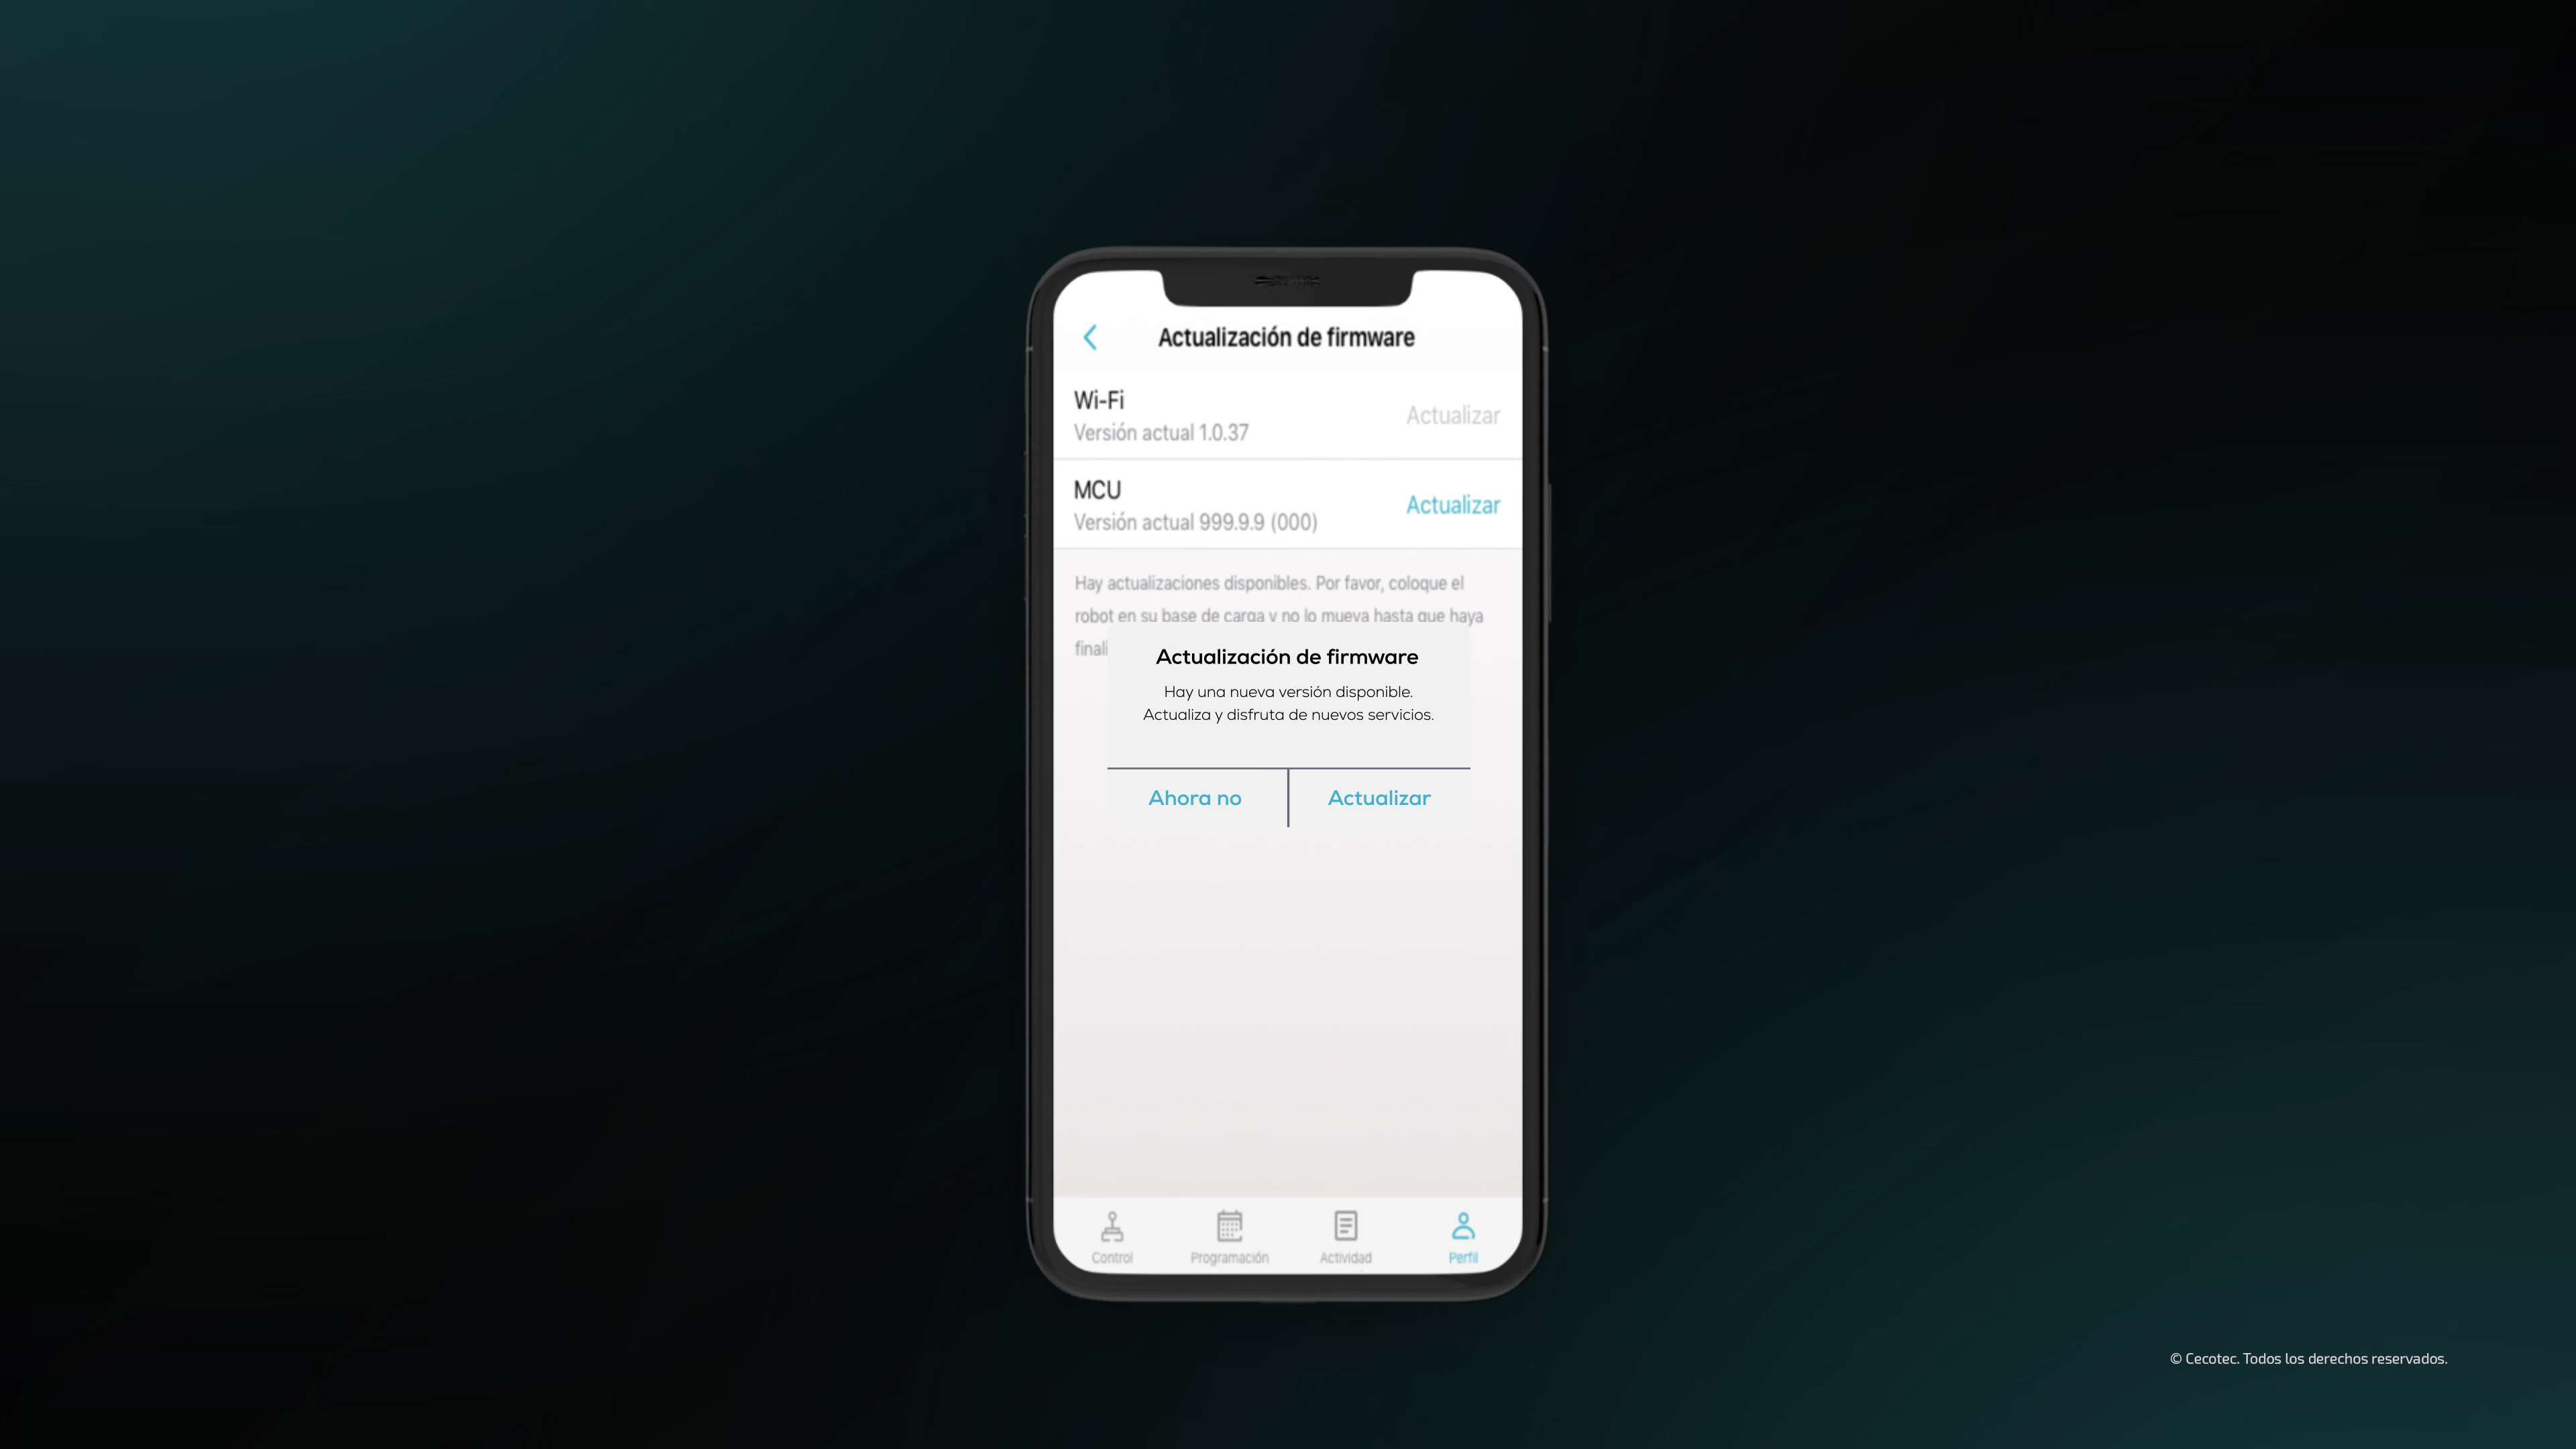 Actualización de firmware
Wi-Fi
Actualizar
Versión actual 1.0.37
MCU
Actualizar
Versión actual 999.9.9 (000)
Hay actualizaciones disponibles. Por favor, coloque el
robot en su base de carga y no lo mueva hasta que haya
Actualización de firmware
Hay una nueva versión disponible.
Actualiza y disfruta de nuevos servicios.
Ahora no
Actualizar
Control
Programación
Actividad
Perfil
© Cecotec. Todos los derechos reservados.